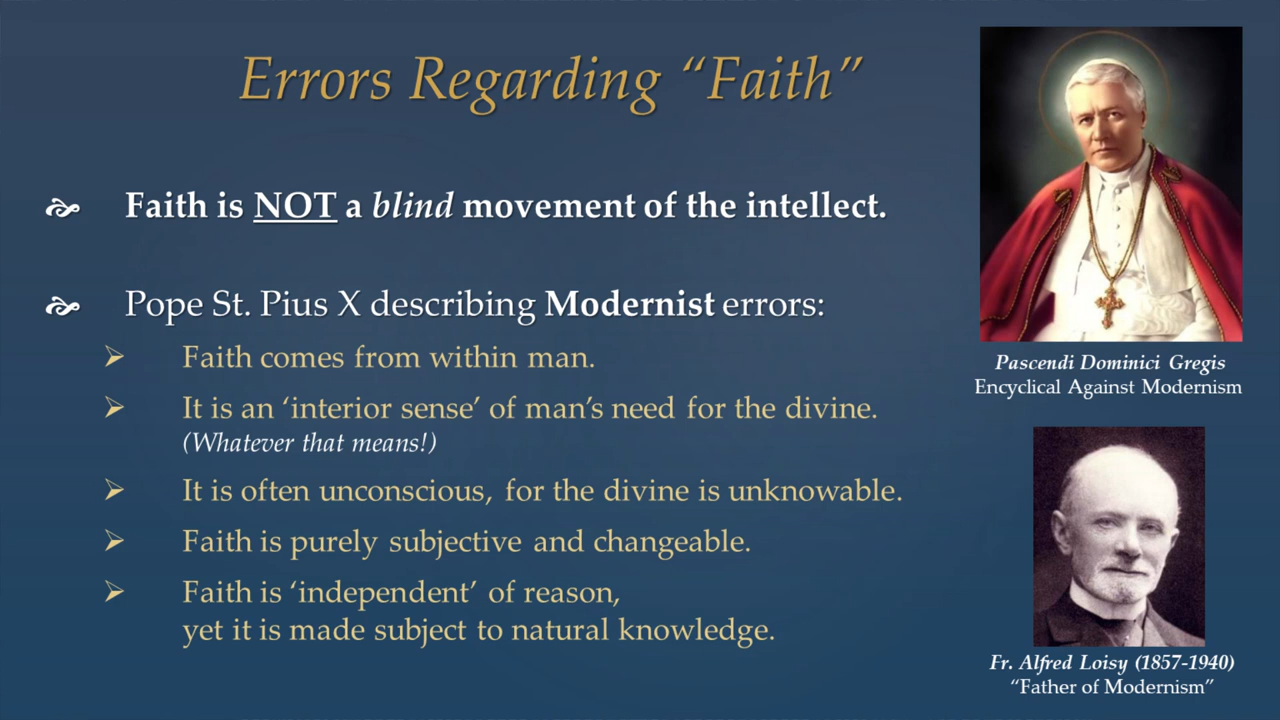 Errors Regarding “Faith”
Faith is NOT a blind movement of the intellect.
Pope St. Pius X describing Modernist errors:
Faith comes from within man.
It is an ‘interior sense’ of man’s need for the divine.
(Whatever that means!)
It is often unconscious, for the divine is unknowable.
Faith is purely subjective and changeable.
Faith is ‘independent’ of reason,
yet it is made subject to natural knowledge.
Pascendi Dominici Gregis
Encyclical Against Modernism
Fr. Alfred Loisy (1857-1940)
“Father of Modernism”